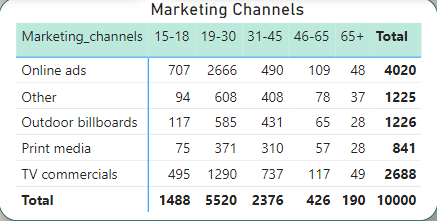 Marketing Channels
Marketing_channels 15-18 19-30 31-45 46-65 65+ Total
Online ads 707 2666 490 109 48 4020
Other 94 608 408 78 37 1225
Outdoor billboards 117 585 431 65 28 1226
Print media 75 371 310 57 28 841
TV commercials 495 1290 737 117 49 2688
Total 1488 5520 2376 426 190 10000